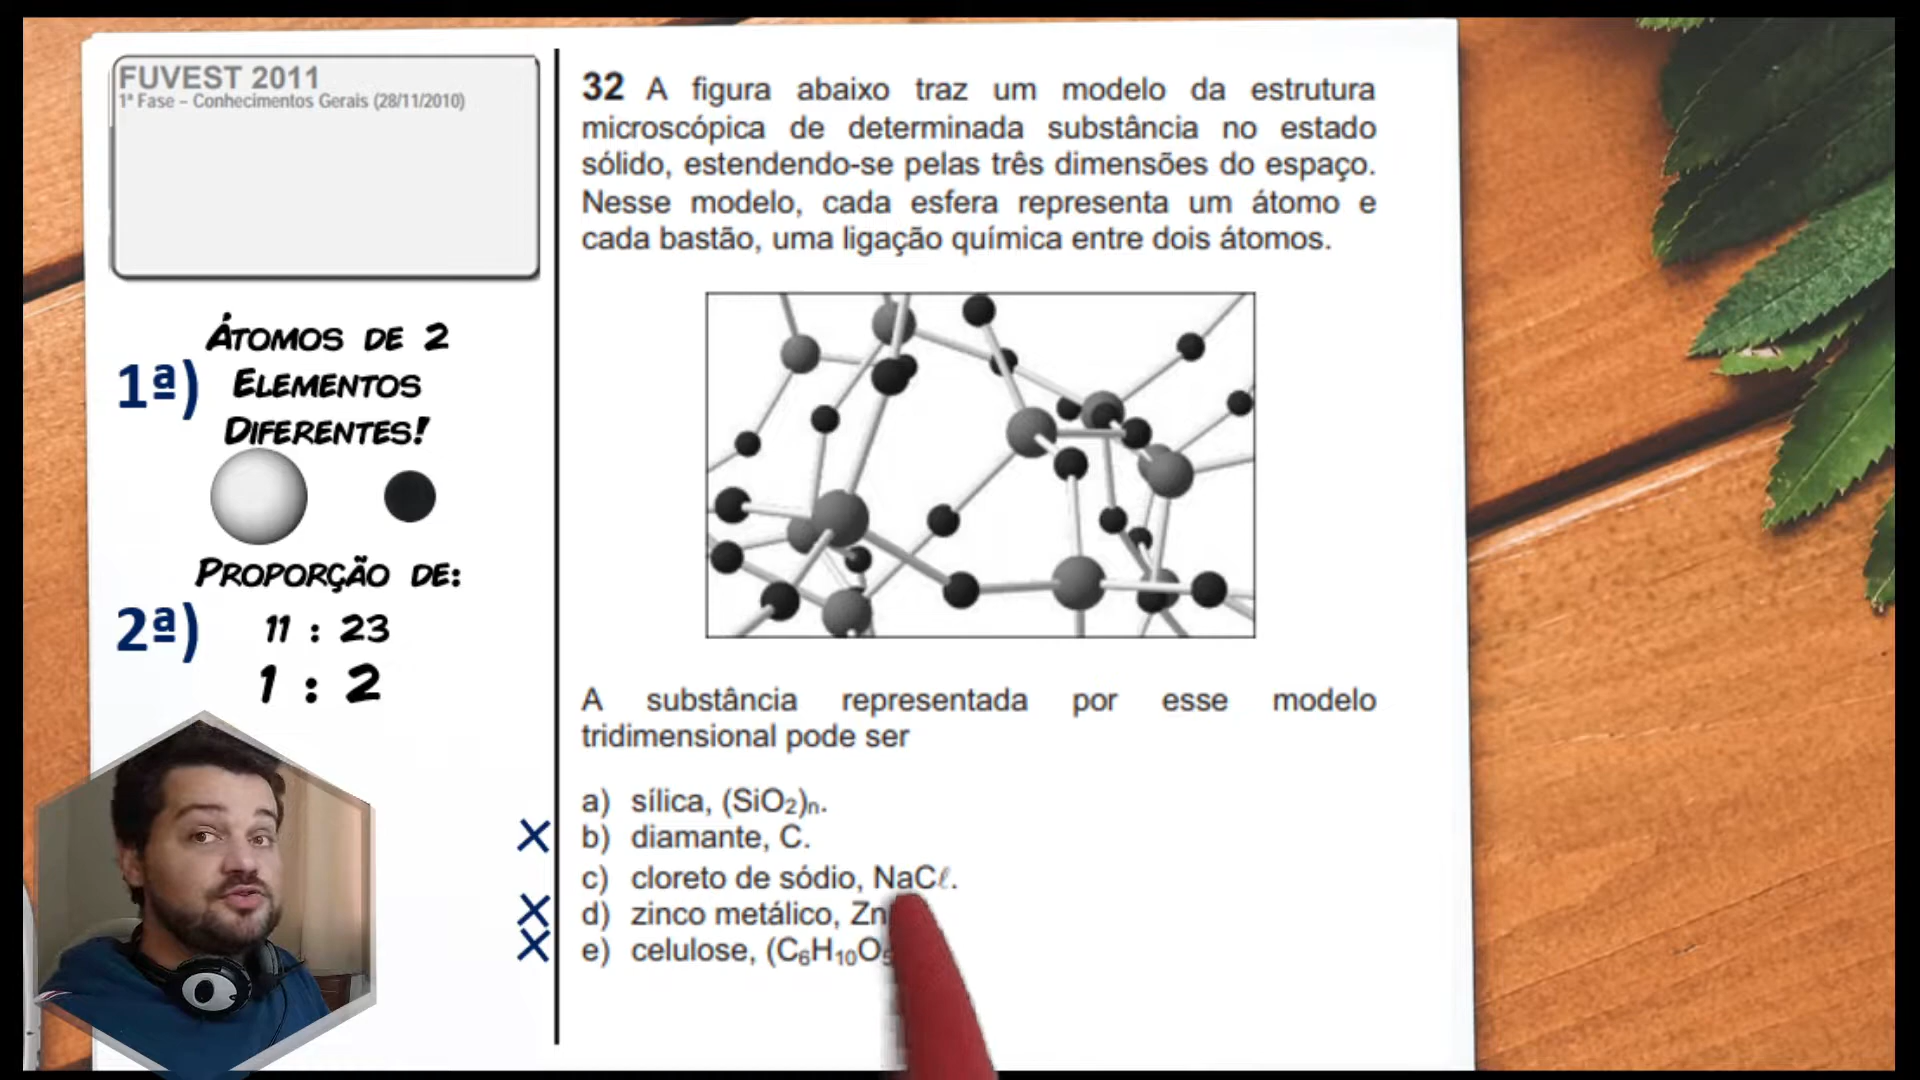 FUVEST 2011
1ª Fase – Conhecimentos Gerais (28/11/2010)
1ª)
ÁTOMOS DE 2
ELEMENTOS
DIFERENTES!
2ª)
PROPORÇÃO DE:
11 : 23
1 : 2
32 A figura abaixo traz um modelo da estrutura
microscópica de determinada substância no estado
sólido, estendendo-se pelas três dimensões do espaço.
Nesse modelo, cada esfera representa um átomo e
cada bastão, uma ligação química entre dois átomos.
A substância representada por esse modelo
tridimensional pode ser
a) sílica, (SiO₂)ₙ.
X b) diamante, C.
c) cloreto de sódio, NaCℓ.
X d) zinco metálico, Zn
X e) celulose, (C₆H₁₀O₅